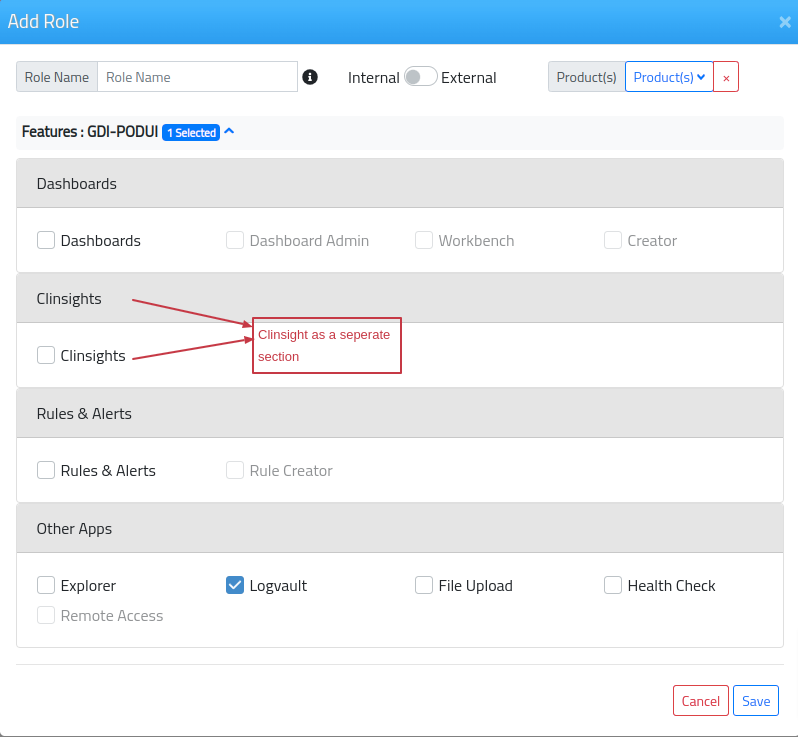 Add Role ×
Role Name Role Name Internal External Product(s) Product(s) ×
Features : GDI-PODUI 1 Selected
Dashboards
Dashboards Dashboard Admin Workbench Creator
Clinsights
Clinsight as a seperate
section
Clinsights
Rules & Alerts
Rules & Alerts Rule Creator
Other Apps
Explorer Logvault File Upload Health Check
Remote Access
Cancel Save